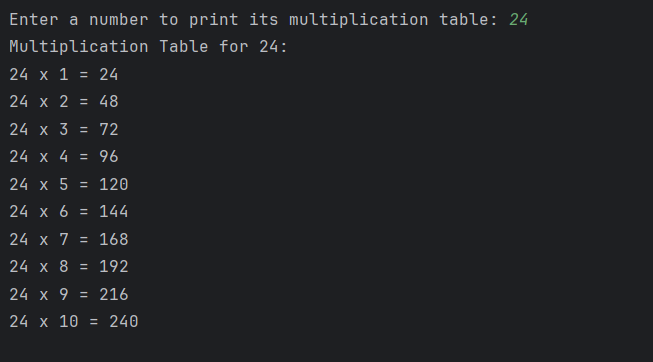 Enter a number to print its multiplication table: 24
Multiplication Table for 24:
24 x 1 = 24
24 x 2 = 48
24 x 3 = 72
24 x 4 = 96
24 x 5 = 120
24 x 6 = 144
24 x 7 = 168
24 x 8 = 192
24 x 9 = 216
24 x 10 = 240